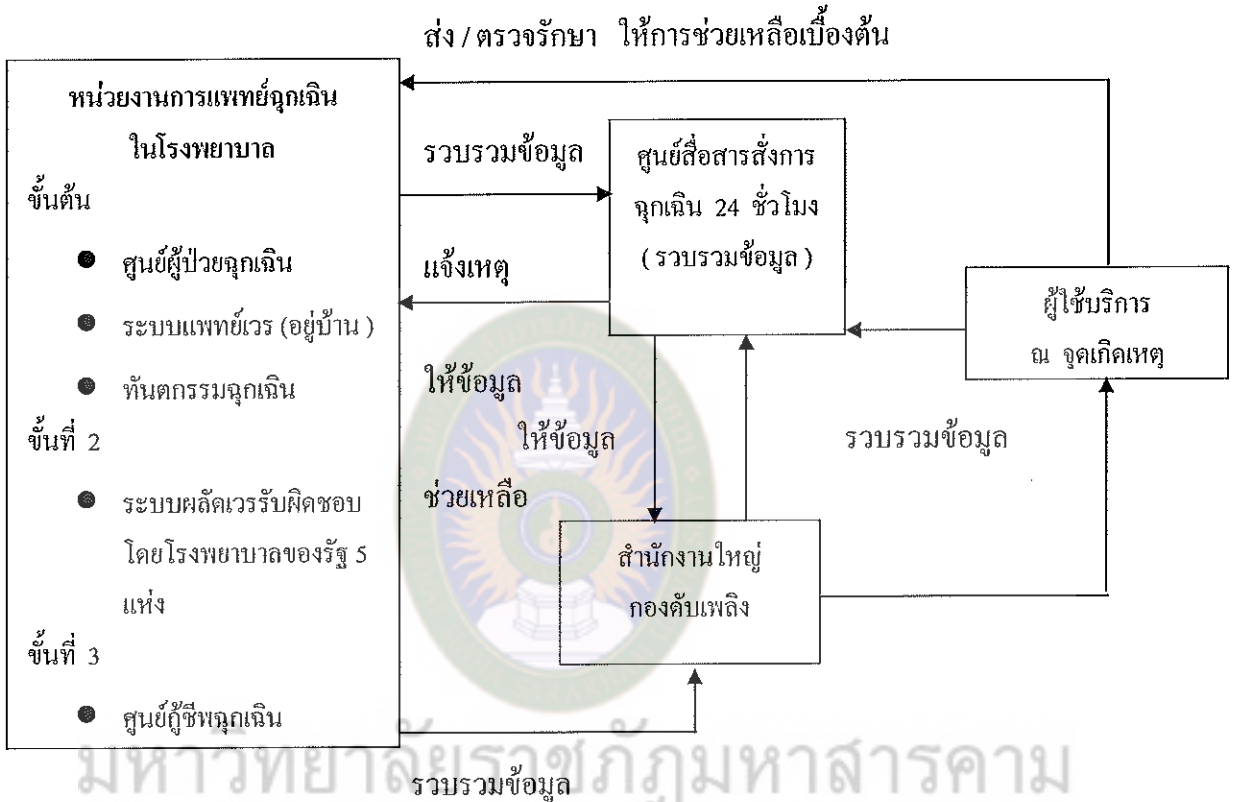 ส่ง / ตรวจรักษา ให้การช่วยเหลือเบื้องต้น
หน่วยงานการแพทย์ฉุกเฉิน
ในโรงพยาบาล
ขั้นต้น
● ศูนย์ผู้ป่วยฉุกเฉิน
● ระบบแพทย์เวร (อยู่บ้าน )
● ทันตกรรมฉุกเฉิน
ขั้นที่ 2
● ระบบผลัดเวรรับผิดชอบ
โดยโรงพยาบาลของรัฐ 5
แห่ง
ขั้นที่ 3
● ศูนย์กู้ชีพฉุกเฉิน
รวบรวมข้อมูล
แจ้งเหตุ
ให้ข้อมูล
ให้ข้อมูล
ช่วยเหลือ
ศูนย์สื่อสารสั่งการ
ฉุกเฉิน 24 ชั่วโมง
( รวบรวมข้อมูล )
ผู้ใช้บริการ
ณ จุดเกิดเหตุ
รวบรวมข้อมูล
สำนักงานใหญ่
กองดับเพลิง
รวบรวมข้อมูล
มหาวิทยาลัยราชภัฏมหาสารคาม